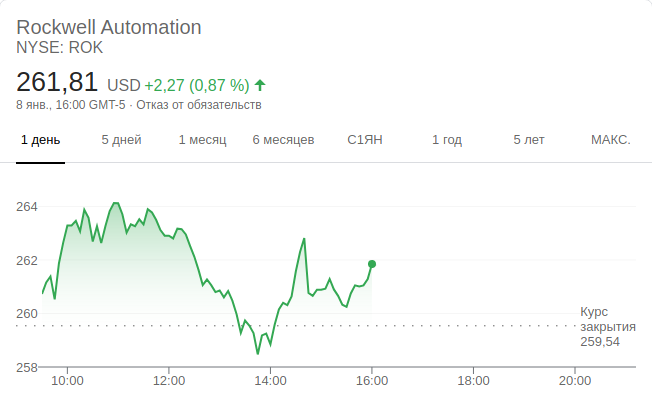 Rockwell Automation
NYSE: ROK
261,81 USD +2,27 (0,87 %) ↑
8 янв., 16:00 GMT-5 · Отказ от обязательств
1 день 5 дней 1 месяц 6 месяцев С1ЯН 1 год 5 лет МАКС.
264
262
260
258
Курс
закрытия
259,54
10:00 12:00 14:00 16:00 18:00 20:00